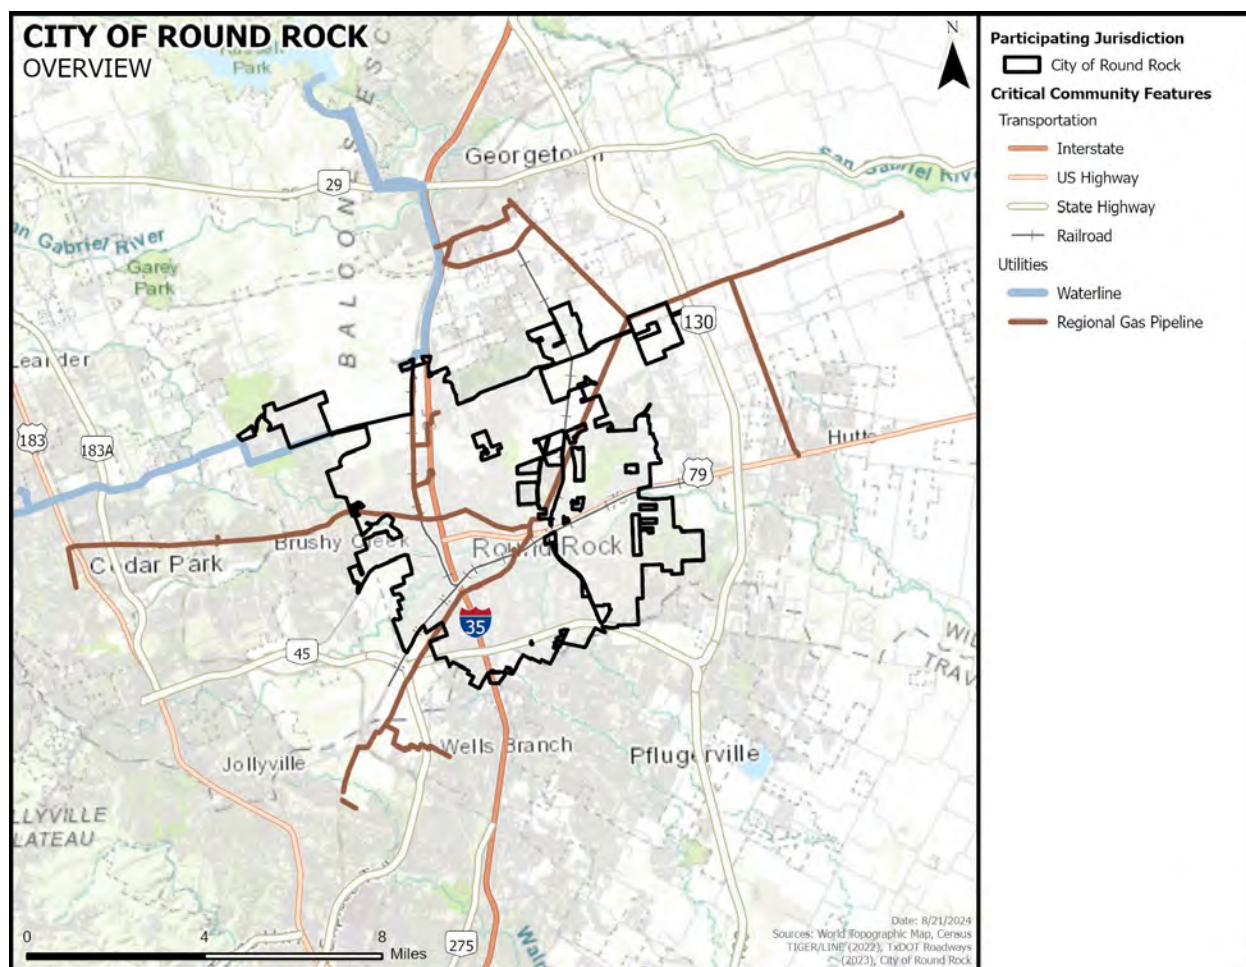 CITY OF ROUND ROCK
OVERVIEW
Park
N
Georgetown
San Gabriel River
29
Gabriel River
Garey
Park
BALCONES ESC
130
Leander
183
183A
Hutto
79
Brushy Creek
Round Rock
Cedar Park
35
45
WIL
TRAV
Wells Branch
Pflugerville
Jollyville
LLYVILLE
LATEAU
275
Waln
0 4 8
Miles
Date: 8/21/2024
Sources: World Topographic Map, Census
TIGER/LINE (2022), TxDOT Roadways
(2023), City of Round Rock
Participating Jurisdiction
City of Round Rock
Critical Community Features
Transportation
Interstate
US Highway
State Highway
Railroad
Utilities
Waterline
Regional Gas Pipeline